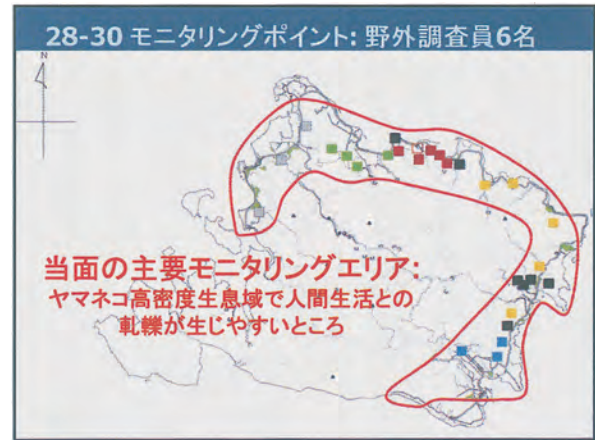 28-30 モニタリングポイント: 野外調査員6名
N
当面の主要モニタリングエリア:
ヤマネコ高密度生息域で人間生活との
軋轢が生じやすいところ